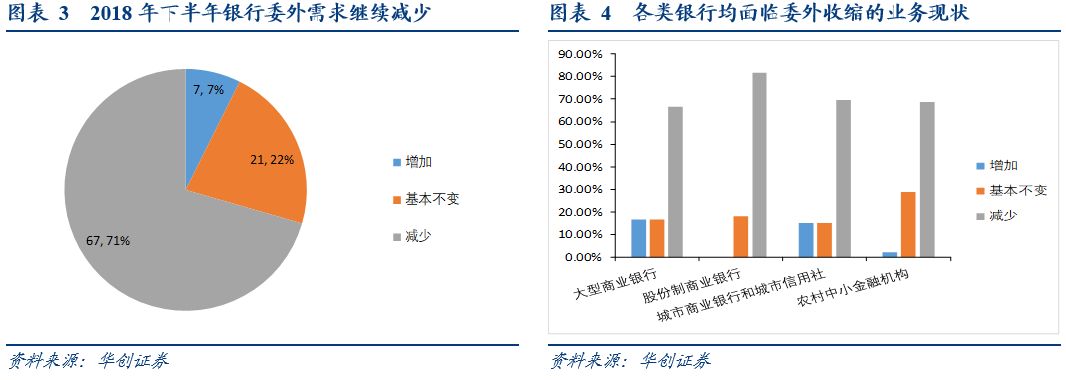 图表 3 2018 年下半年银行委外需求继续减少
7, 7%
21, 22%
67, 71%
增加
基本不变
减少
资料来源：华创证券
图表 4 各类银行均面临委外收缩的业务现状
90.00%
80.00%
70.00%
60.00%
50.00%
40.00%
30.00%
20.00%
10.00%
0.00%
大型商业银行
股份制商业银行
城市商业银行和城市信用社
农村中小金融机构
增加
基本不变
减少
资料来源：华创证券